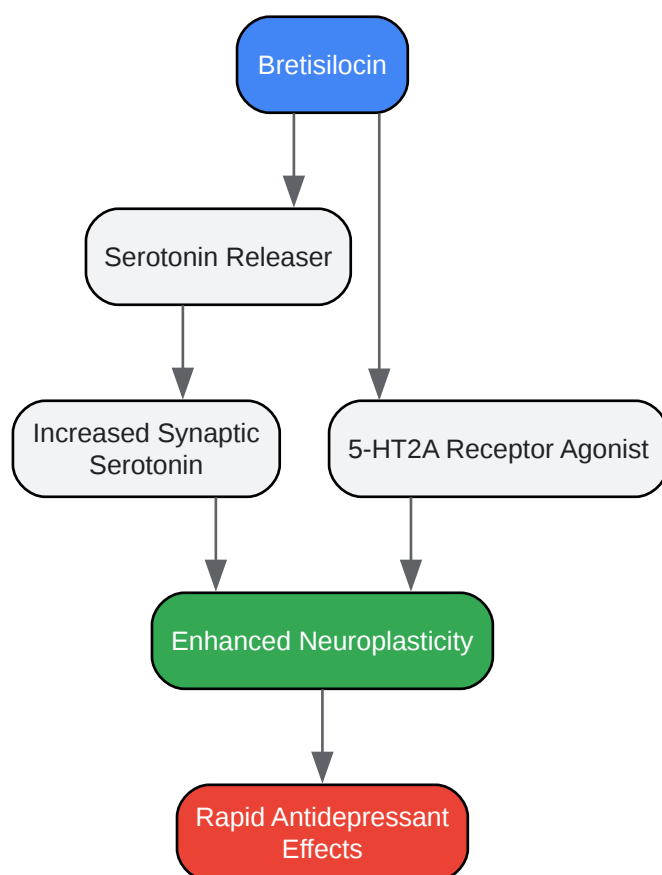 Bretisilocin
Serotonin Releaser
Increased Synaptic
Serotonin
5-HT2A Receptor Agonist
Enhanced Neuroplasticity
Rapid Antidepressant
Effects